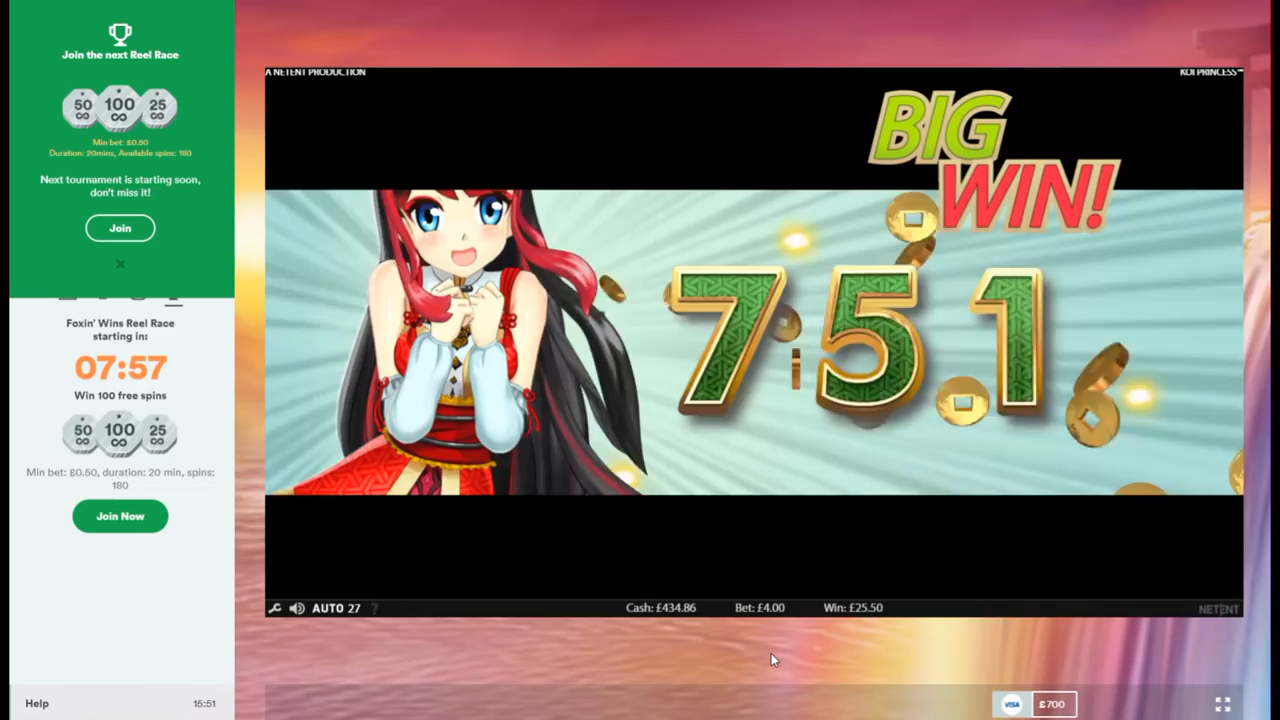 Join the next Reel Race
50 100 25
∞ ∞ ∞
Min bet: £0.50
Duration: 20mins, Available spins: 180
Next tournament is starting soon,
don't miss it!
Join
Foxin' Wins Reel Race
starting in:
07:57
Win 100 free spins
50 100 25
∞ ∞ ∞
Min bet: £0.50, duration: 20 min, spins:
180
Join Now
Help 15:51
A NETENT PRODUCTION
KOI PRINCESS™
BIG
WIN!
751
AUTO 27 ?
Cash: £434.86 Bet: £4.00 Win: £25.50
NETENT
VISA £700